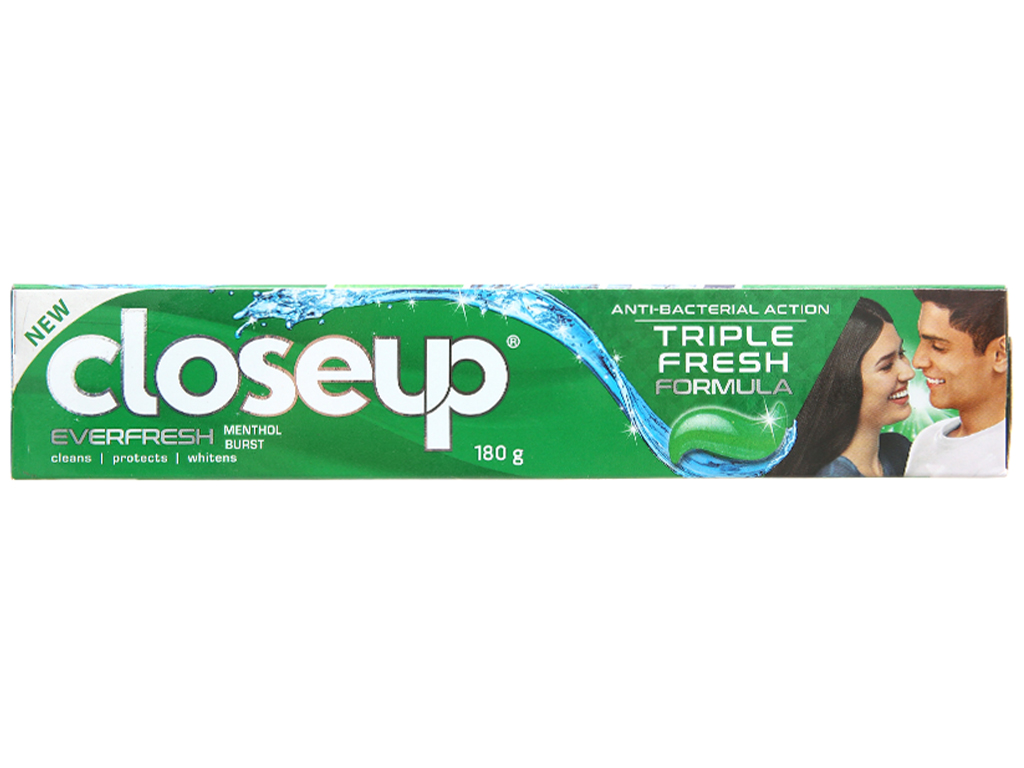 NEW
closeup®
EVERFRESH MENTHOL BURST
cleans | protects | whitens
180 g
ANTI-BACTERIAL ACTION
TRIPLE
FRESH
FORMULA